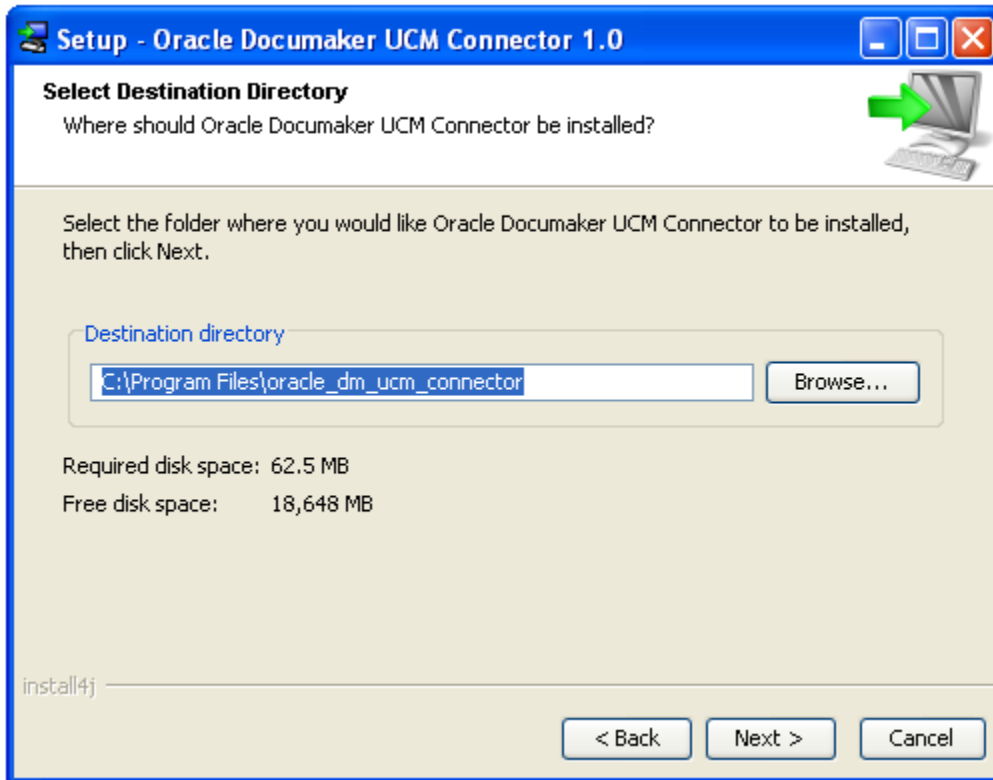 Setup - Oracle Documaker UCM Connector 1.0
Select Destination Directory
Where should Oracle Documaker UCM Connector be installed?
Select the folder where you would like Oracle Documaker UCM Connector to be installed,
then click Next.
Destination directory
C:\Program Files\oracle_dm_ucm_connector
Browse...
Required disk space: 62.5 MB
Free disk space: 18,648 MB
install4j
< Back
Next >
Cancel